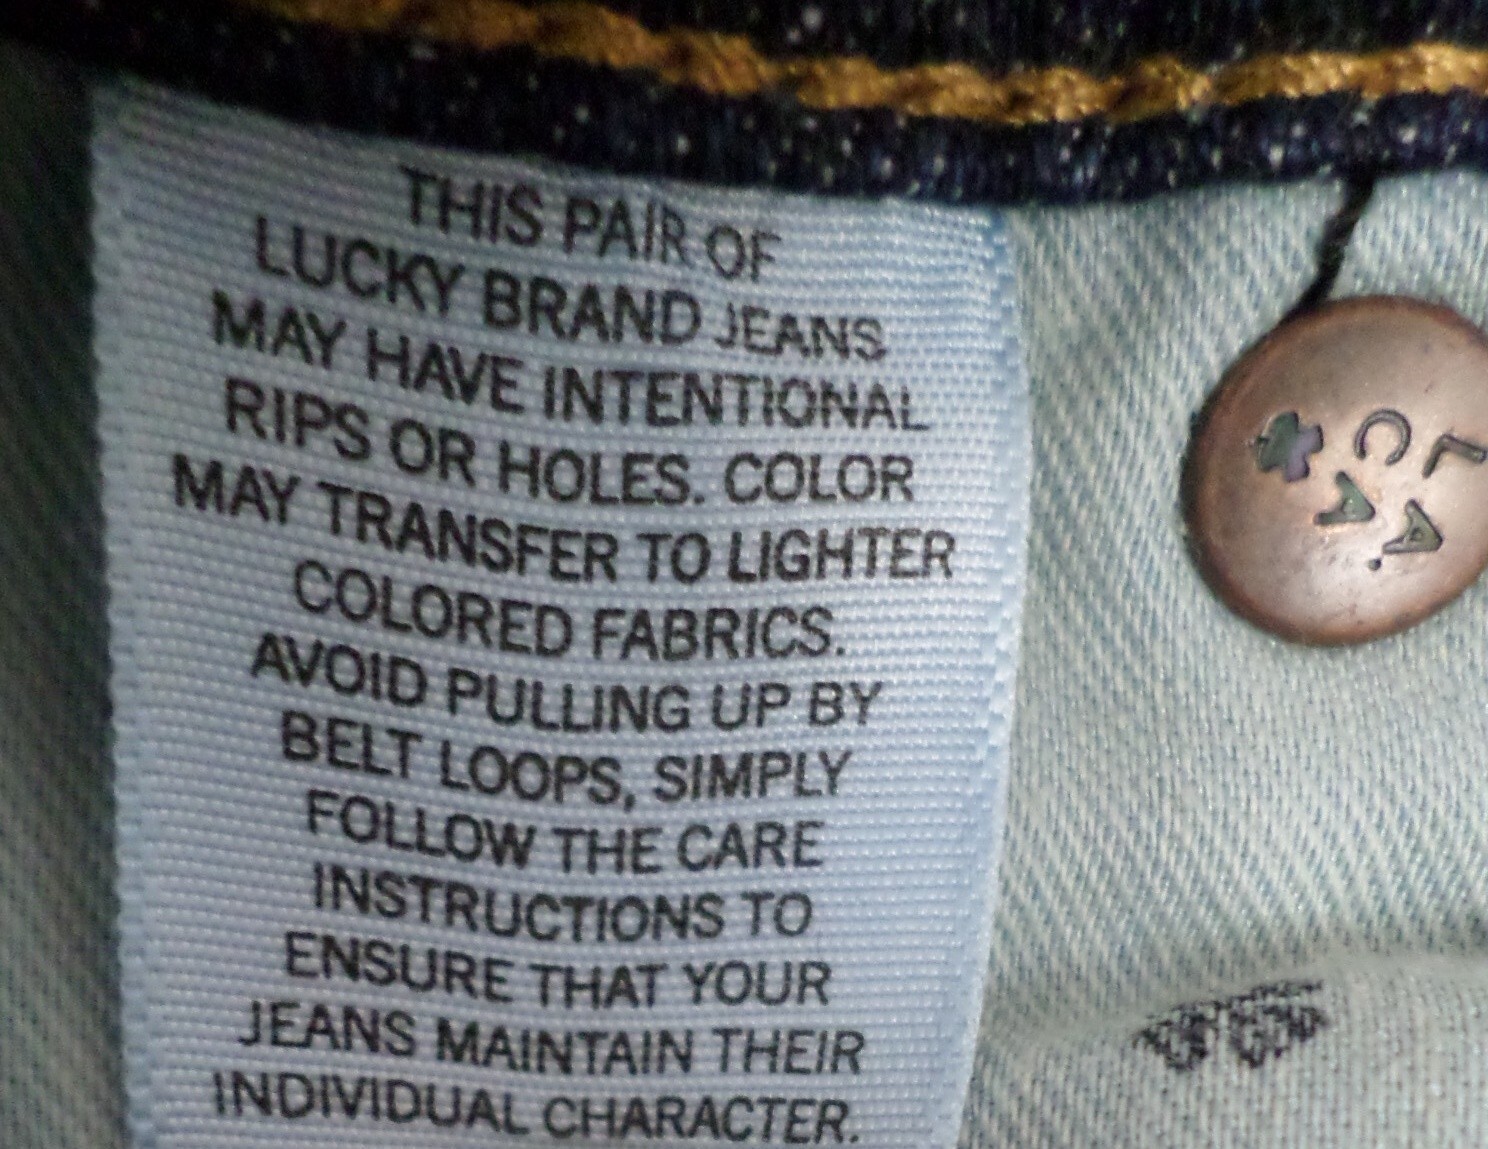 THIS PAIR OF
LUCKY BRAND JEANS
MAY HAVE INTENTIONAL
RIPS OR HOLES. COLOR
MAY TRANSFER TO LIGHTER
COLORED FABRICS.
AVOID PULLING UP BY
BELT LOOPS, SIMPLY
FOLLOW THE CARE
INSTRUCTIONS TO
ENSURE THAT YOUR
JEANS MAINTAIN THEIR
INDIVIDUAL CHARACTER.
L.A.
CA